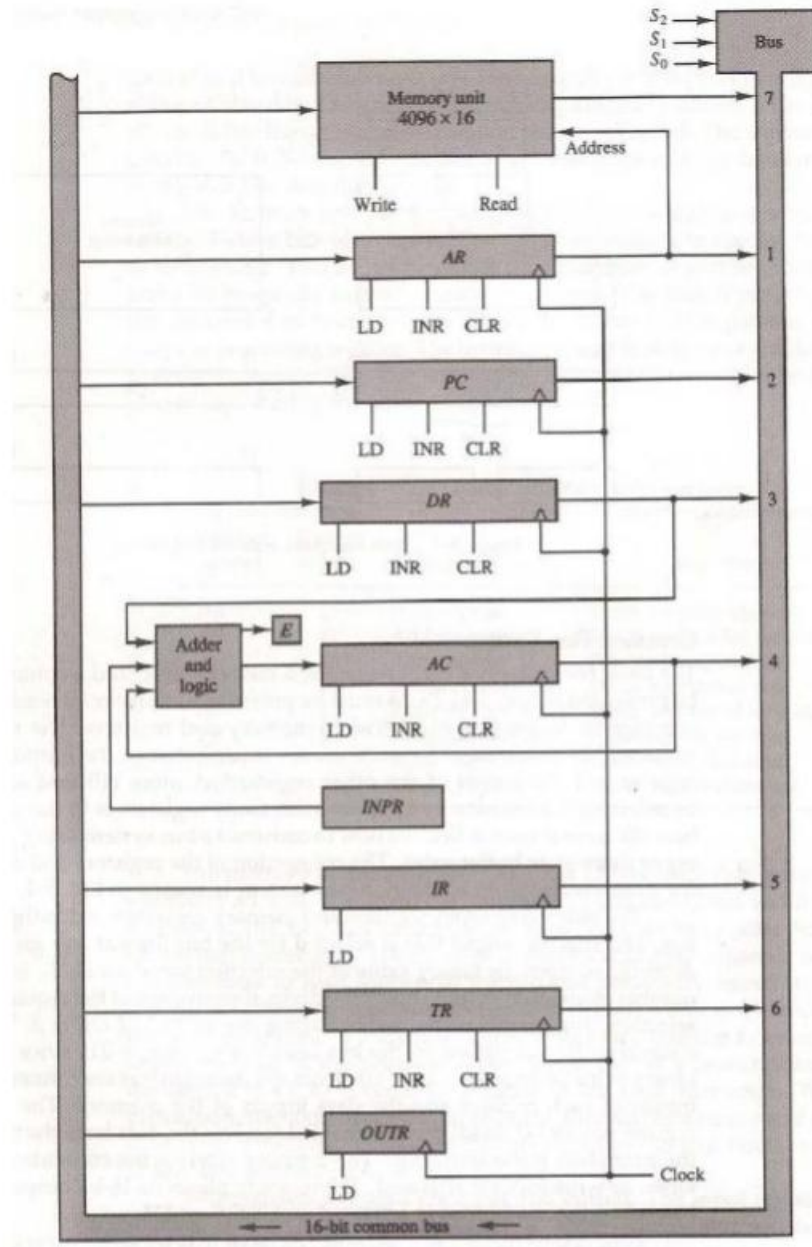 S2
S1
S0
Bus
Memory unit
4096 × 16
7
Address
Write Read
AR
1
LD INR CLR
PC
2
LD INR CLR
DR
3
LD INR CLR
Adder
and
logic
E
AC
4
LD INR CLR
INPR
IR
5
LD
TR
6
LD INR CLR
OUTR
LD
Clock
16-bit common bus